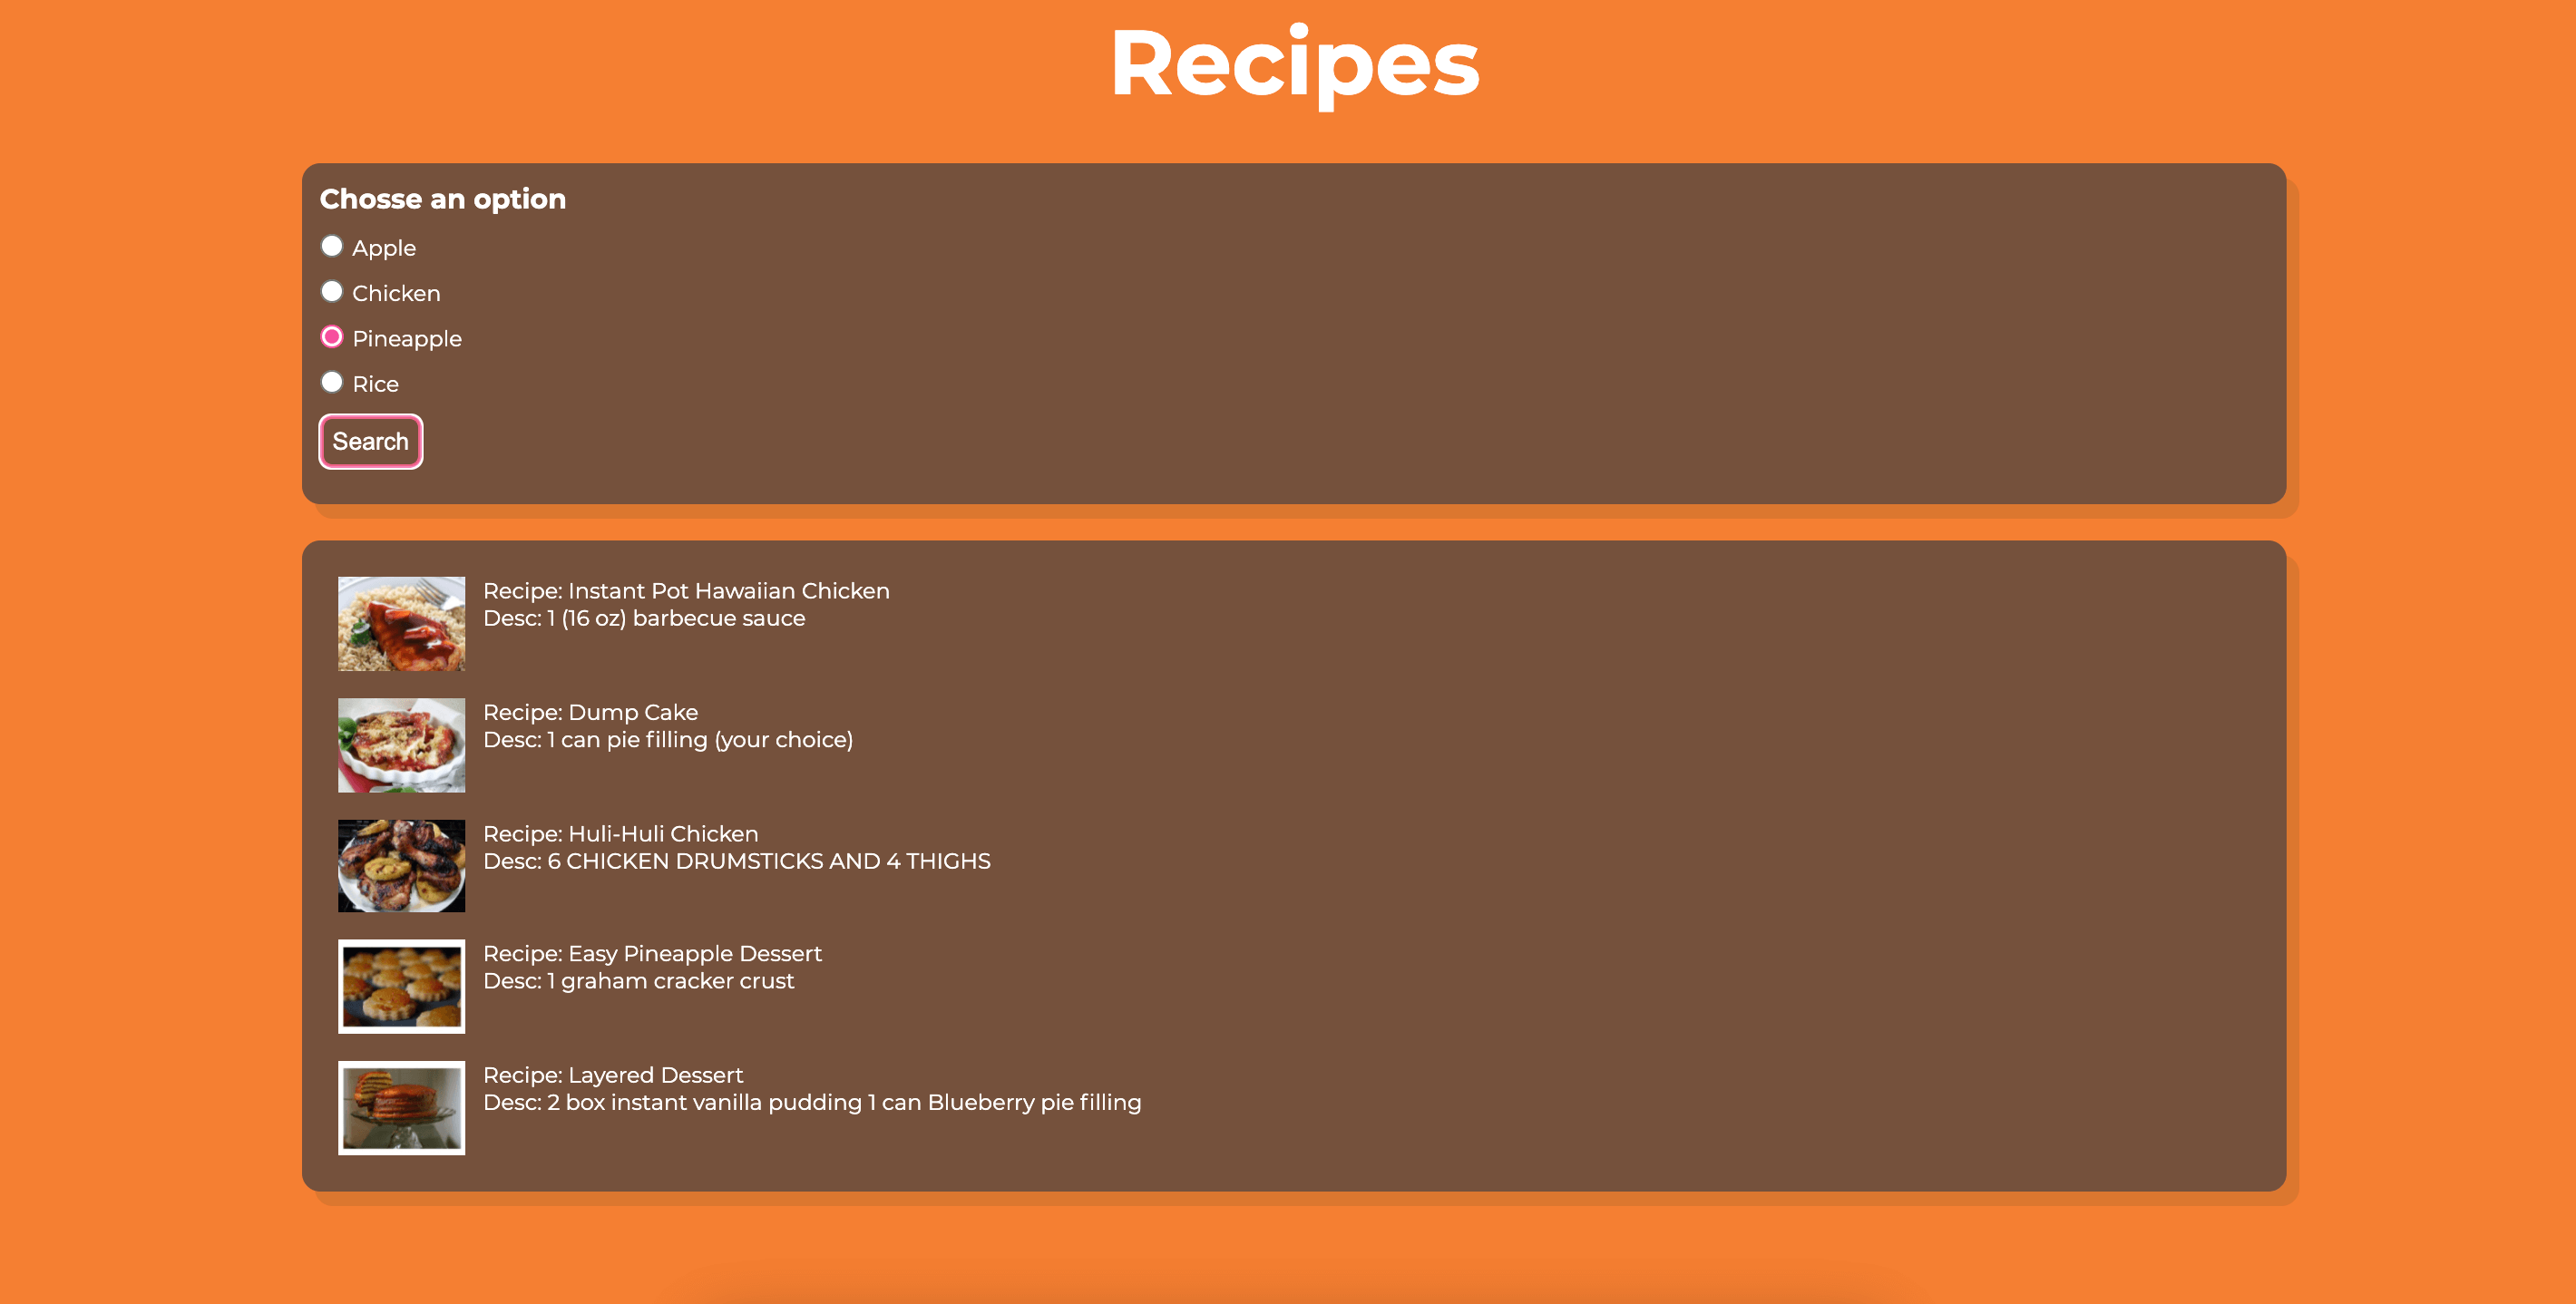 Recipes
Chosse an option
Apple
Chicken
Pineapple
Rice
Search
Recipe: Instant Pot Hawaiian Chicken
Desc: 1 (16 oz) barbecue sauce
Recipe: Dump Cake
Desc: 1 can pie filling (your choice)
Recipe: Huli-Huli Chicken
Desc: 6 CHICKEN DRUMSTICKS AND 4 THIGHS
Recipe: Easy Pineapple Dessert
Desc: 1 graham cracker crust
Recipe: Layered Dessert
Desc: 2 box instant vanilla pudding 1 can Blueberry pie filling